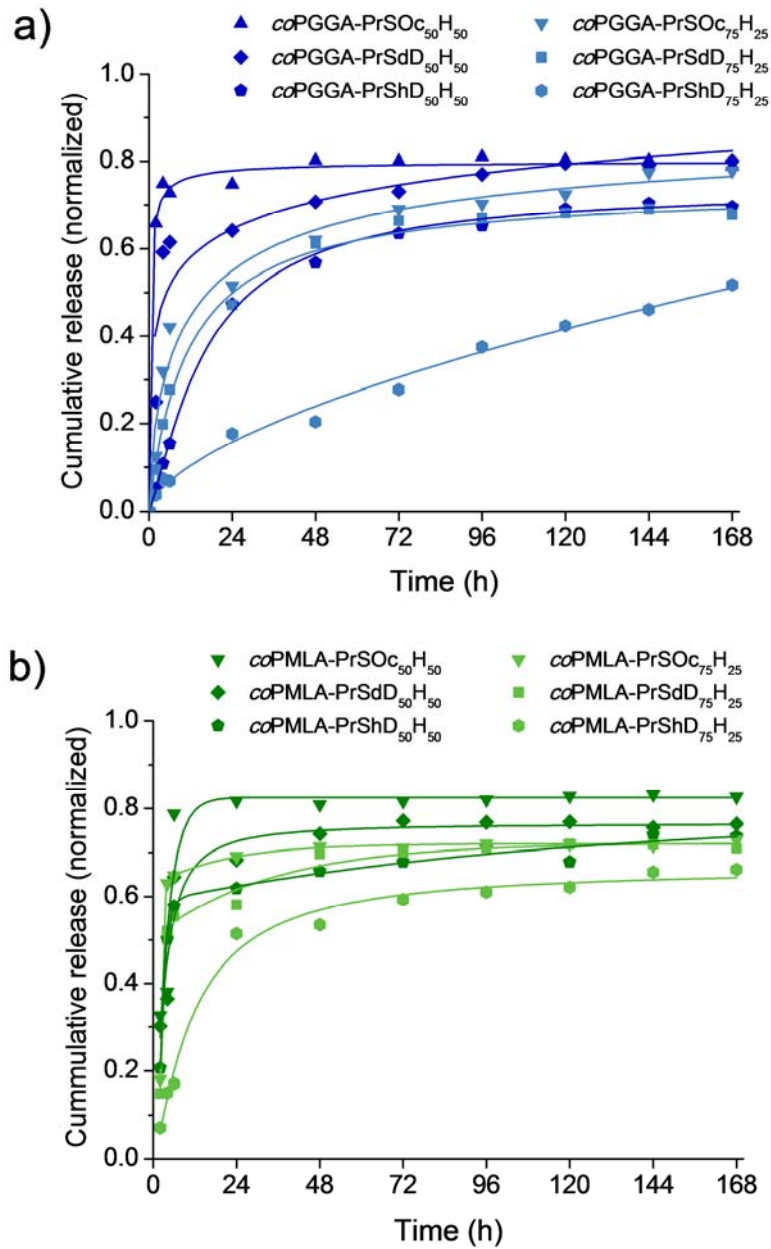 a)
coPGGA-PrSOc50H50 coPGGA-PrSOc75H25
coPGGA-PrSdD50H50 coPGGA-PrSdD75H25
coPGGA-PrShD50H50 coPGGA-PrShD75H25
1.0
0.8
0.6
0.4
0.2
0.0
Cumulative release (normalized)
0 24 48 72 96 120 144 168
Time (h)
b)
coPMLA-PrSOc50H50 coPMLA-PrSOc75H25
coPMLA-PrSdD50H50 coPMLA-PrSdD75H25
coPMLA-PrShD50H50 coPMLA-PrShD75H25
1.0
0.8
0.6
0.4
0.2
0.0
Cummulative release (normalized)
0 24 48 72 96 120 144 168
Time (h)